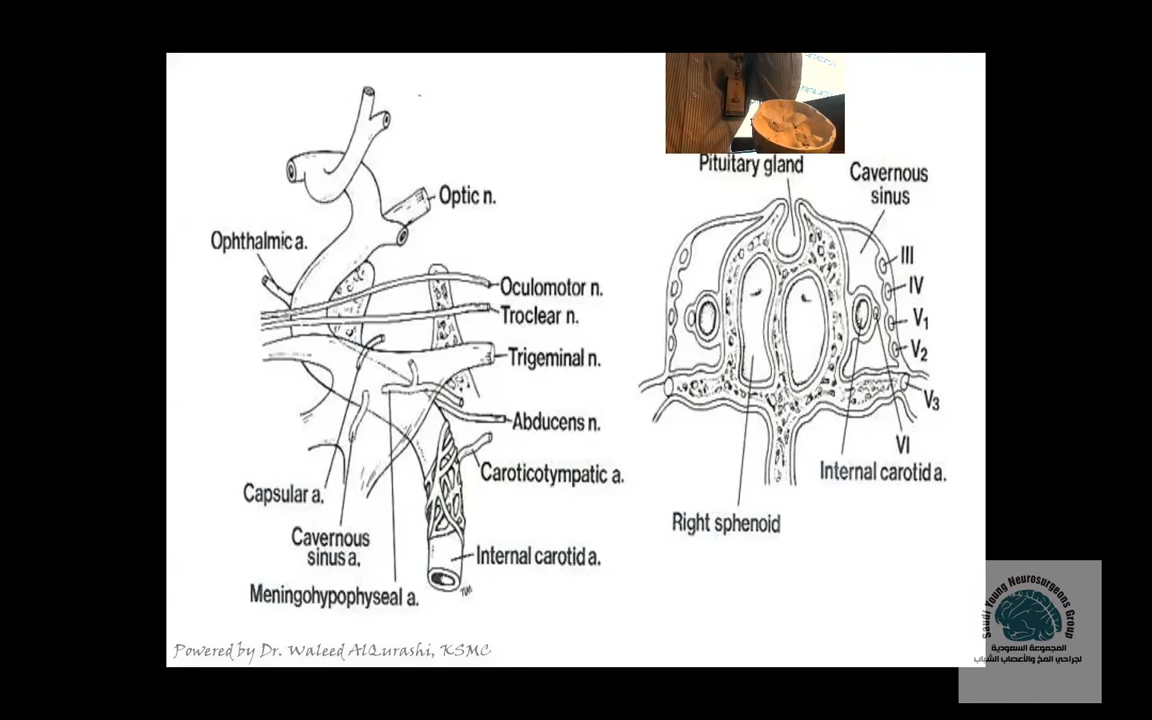 Optic n.
Ophthalmic a.
Oculomotor n.
Troclear n.
Trigeminal n.
Abducens n.
Caroticotympatic a.
Capsular a.
Cavernous
sinus a.
Internal carotid a.
Meningohypophyseal a.
Pituitary gland
Cavernous
sinus
III
IV
V1
V2
V3
VI
Internal carotid a.
Right sphenoid
Powered by Dr. Waleed AlQurashi, KSMC
Saudi Young Neurosurgeons Group
المجموعة السعودية
لجراحي المخ والأعصاب الشباب